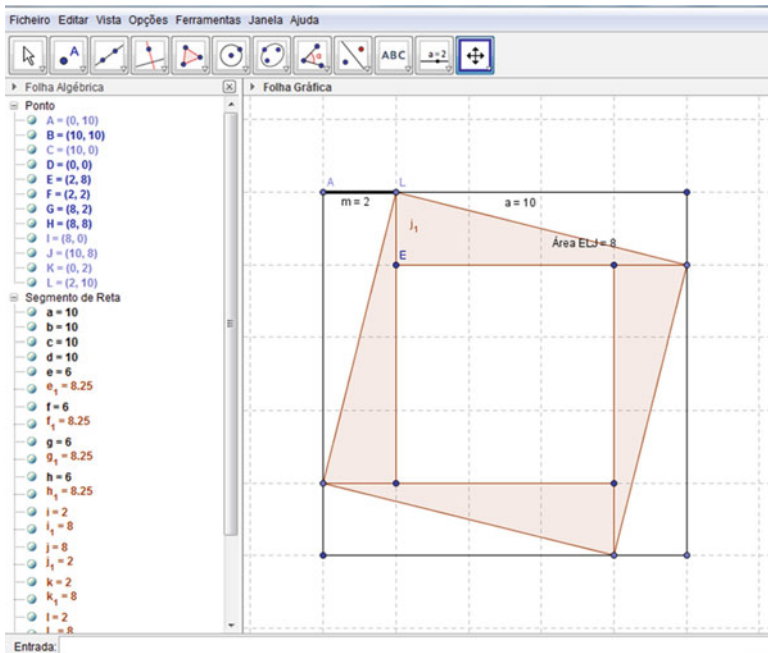 Ficheiro Editar Vista Opções Ferramentas Janela Ajuda
A ABC a=2
Folha Algébrica
Ponto
A = (0, 10)
B = (10, 10)
C = (10, 0)
D = (0, 0)
E = (2, 8)
F = (2, 2)
G = (8, 2)
H = (8, 8)
I = (8, 0)
J = (10, 8)
K = (0, 2)
L = (2, 10)
Segmento de Reta
a = 10
b = 10
c = 10
d = 10
e = 6
e₁ = 8.25
f = 6
f₁ = 8.25
g = 6
g₁ = 8.25
h = 6
h₁ = 8.25
i = 2
i₁ = 8
j = 8
j₁ = 2
k = 2
k₁ = 8
l = 2
Folha Gráfica
A L
m = 2 a = 10
j₁
Área ELJ = 8
E
Entrada: